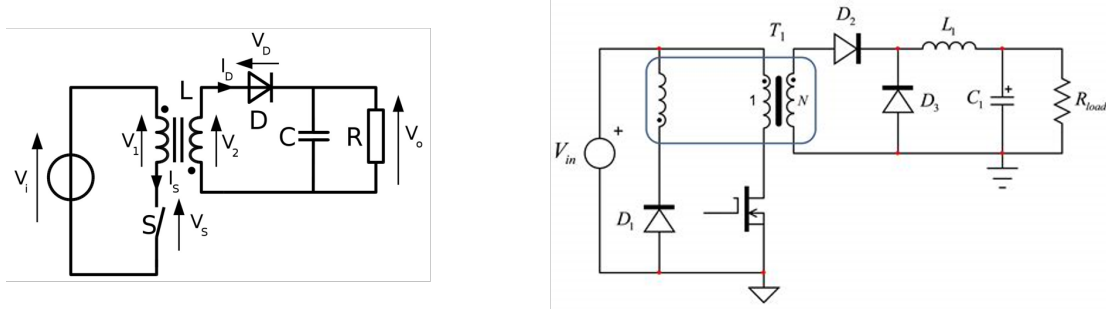 V_D
I_D
L
D
V_i
V_1
V_2
C
R
V_o
I_S
S
V_S
T_1
D_2
L_1
1
N
D_3
C_1
+
R_load
+
V_in
D_1